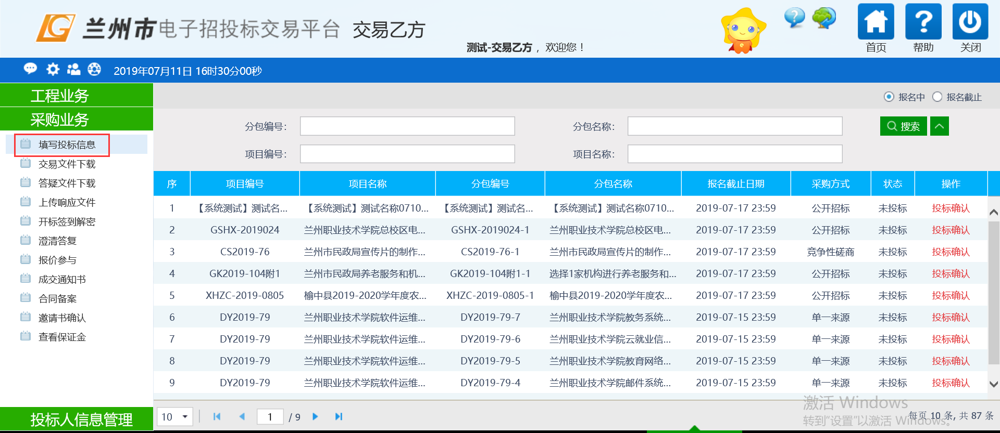 兰州市电子招投标交易平台 交易乙方
测试-交易乙方 ，欢迎您！
首页 帮助 关闭
2019年07月11日 16时30分00秒
工程业务
采购业务
填写投标信息
交易文件下载
答疑文件下载
上传响应文件
开标签到解密
澄清答复
报价参与
成交通知书
合同备案
邀请书确认
查看保证金
投标人信息管理
报名中 报名截止
分包编号: 分包名称: 搜索
项目编号: 项目名称:
序 项目编号 项目名称 分包编号 分包名称 报名截止日期 采购方式 状态 操作
1 【系统测试】测试名... 【系统测试】测试名称0710... 【系统测试】测试名... 【系统测试】测试名称0710... 2019-07-17 23:59 公开招标 未投标 投标确认
2 GSHX-2019024 兰州职业技术学院总校区电... GSHX-2019024-1 兰州职业技术学院总校区电... 2019-07-17 23:59 公开招标 未投标 投标确认
3 CS2019-76 兰州市民政局宣传片的制作... CS2019-76-1 兰州市民政局宣传片的制作... 2019-07-17 23:59 竞争性磋商 未投标 投标确认
4 GK2019-104附1 兰州市民政局养老服务和机... GK2019-104附1-1 选择1家机构进行养老服务和... 2019-07-17 23:59 公开招标 未投标 投标确认
5 XHZC-2019-0805 榆中县2019-2020学年度农... XHZC-2019-0805-1 榆中县2019-2020学年度农... 2019-07-17 23:59 公开招标 未投标 投标确认
6 DY2019-79 兰州职业技术学院软件运维... DY2019-79-7 兰州职业技术学院教务系统... 2019-07-15 23:59 单一来源 未投标 投标确认
7 DY2019-79 兰州职业技术学院软件运维... DY2019-79-6 兰州职业技术学院云就业信... 2019-07-15 23:59 单一来源 未投标 投标确认
8 DY2019-79 兰州职业技术学院软件运维... DY2019-79-5 兰州职业技术学院教育网络... 2019-07-15 23:59 单一来源 未投标 投标确认
9 DY2019-79 兰州职业技术学院软件运维... DY2019-79-4 兰州职业技术学院邮件系统... 2019-07-15 23:59 单一来源 未投标 投标确认
10 1 / 9 每页 10 条, 共 87 条
激活 Windows
转到“设置”以激活 Windows。